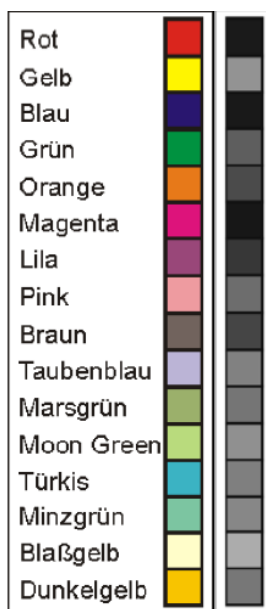 Rot
Gelb
Blau
Grün
Orange
Magenta
Lila
Pink
Braun
Taubenblau
Marsgrün
Moon Green
Türkis
Minzgrün
Blaßgelb
Dunkelgelb